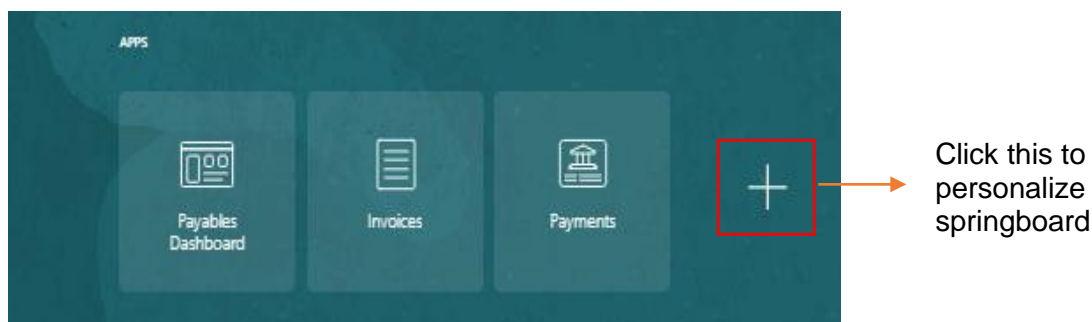 APPS
Payables
Dashboard
Invoices
Payments
Click this to
personalize
springboard